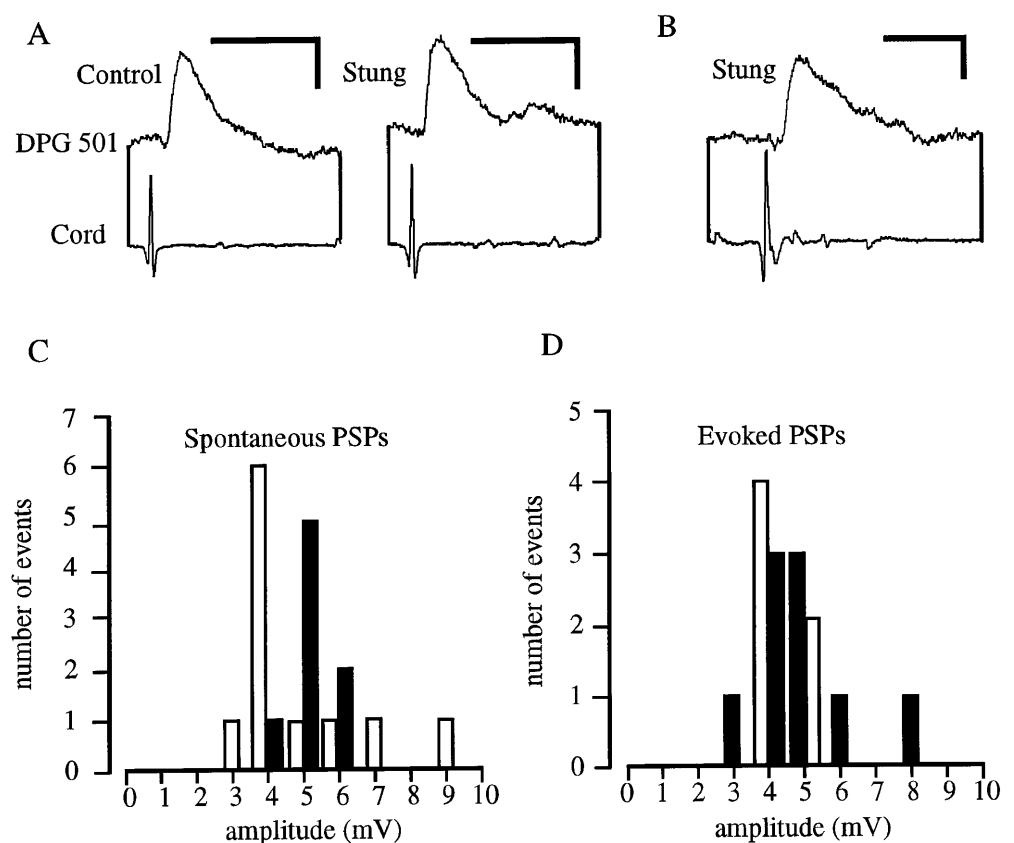 A
B
Control
Stung
Stung
DPG 501
Cord
C
D
Spontaneous PSPs
Evoked PSPs
7
6
5
4
3
2
1
0
number of events
0 1 2 3 4 5 6 7 8 9 10
amplitude (mV)
5
4
3
2
1
0
number of events
0 1 2 3 4 5 6 7 8 9 10
amplitude (mV)